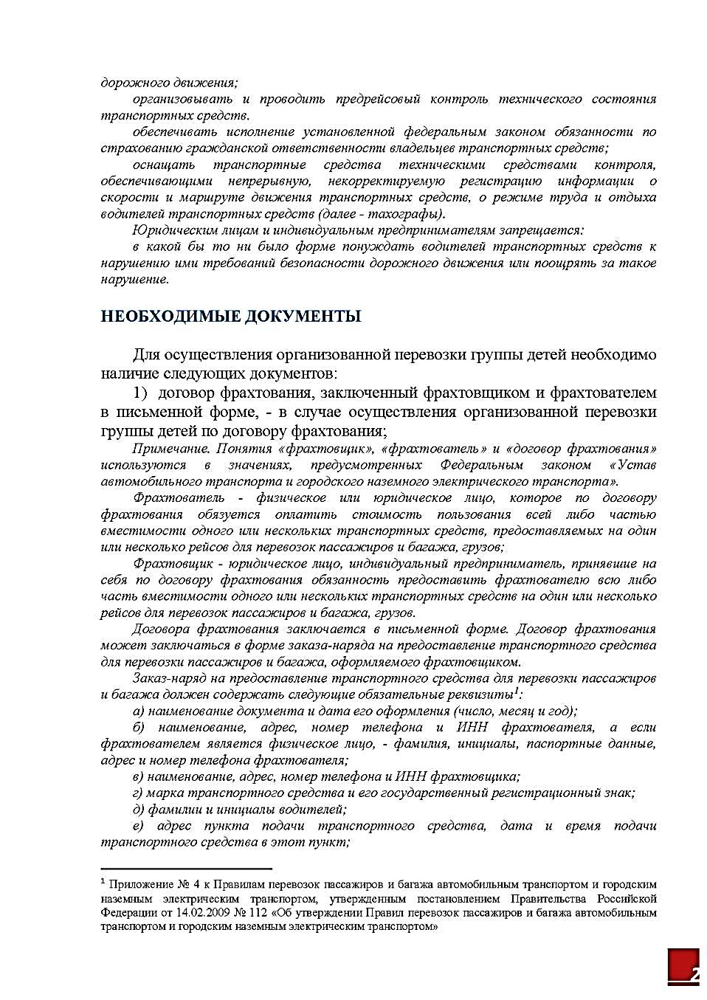 дорожного движения;
организовывать и проводить предрейсовый контроль технического состояния
транспортных средств.
обеспечивать исполнение установленной федеральным законом обязанности по
страхованию гражданской ответственности владельцев транспортных средств;
оснащать транспортные средства техническими средствами контроля,
обеспечивающими непрерывную, некорректируемую регистрацию информации о
скорости и маршруте движения транспортных средств, о режиме труда и отдыха
водителей транспортных средств (далее - тахографы).
Юридическим лицам и индивидуальным предпринимателям запрещается:
в какой бы то ни было форме понуждать водителей транспортных средств к
нарушению ими требований безопасности дорожного движения или поощрять за такое
нарушение.
НЕОБХОДИМЫЕ ДОКУМЕНТЫ
Для осуществления организованной перевозки группы детей необходимо
наличие следующих документов:
1) договор фрахтования, заключенный фрахтовщиком и фрахтователем
в письменной форме, - в случае осуществления организованной перевозки
группы детей по договору фрахтования;
Примечание. Понятия «фрахтовщик», «фрахтователь» и «договор фрахтования»
используются в значениях, предусмотренных Федеральным законом «Устав
автомобильного транспорта и городского наземного электрического транспорта».
Фрахтователь - физическое или юридическое лицо, которое по договору
фрахтования обязуется оплатить стоимость пользования всей либо частью
вместимости одного или нескольких транспортных средств, предоставляемых на один
или несколько рейсов для перевозок пассажиров и багажа, грузов;
Фрахтовщик - юридическое лицо, индивидуальный предприниматель, принявшие на
себя по договору фрахтования обязанность предоставить фрахтователю всю либо
часть вместимости одного или нескольких транспортных средств на один или несколько
рейсов для перевозок пассажиров и багажа, грузов.
Договора фрахтования заключается в письменной форме. Договор фрахтования
может заключаться в форме заказа-наряда на предоставление транспортного средства
для перевозки пассажиров и багажа, оформляемого фрахтовщиком.
Заказ-наряд на предоставление транспортного средства для перевозки пассажиров
и багажа должен содержать следующие обязательные реквизиты¹:
а) наименование документа и дата его оформления (число, месяц и год);
б) наименование, адрес, номер телефона и ИНН фрахтователя, а если
фрахтователем является физическое лицо, - фамилия, инициалы, паспортные данные,
адрес и номер телефона фрахтователя;
в) наименование, адрес, номер телефона и ИНН фрахтовщика;
г) марка транспортного средства и его государственный регистрационный знак;
д) фамилии и инициалы водителей;
е) адрес пункта подачи транспортного средства, дата и время подачи
транспортного средства в этот пункт;
¹ Приложение № 4 к Правилам перевозок пассажиров и багажа автомобильным транспортом и городским
наземным электрическим транспортом, утвержденным постановлением Правительства Российской
Федерации от 14.02.2009 № 112 «Об утверждении Правил перевозок пассажиров и багажа автомобильным
транспортом и городским наземным электрическим транспортом»
2